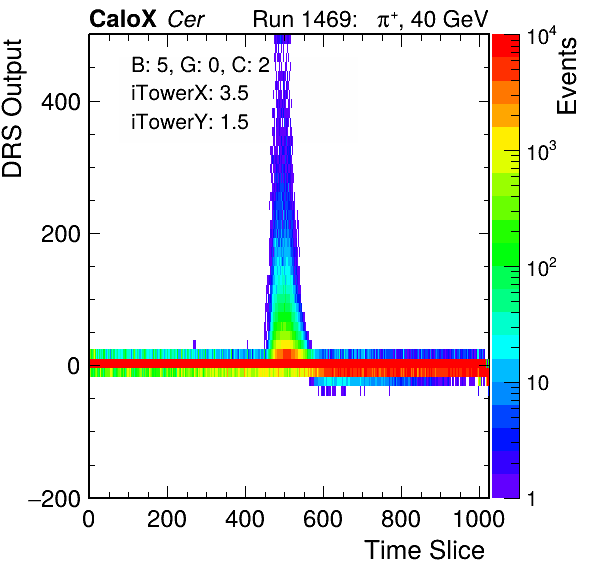 CaloX Cer Run 1469: π⁺, 40 GeV
B: 5, G: 0, C: 2
iTowerX: 3.5
iTowerY: 1.5
DRS Output
400
200
0
−200
0 200 400 600 800 1000
Time Slice
Events
10⁴
10³
10²
10
1